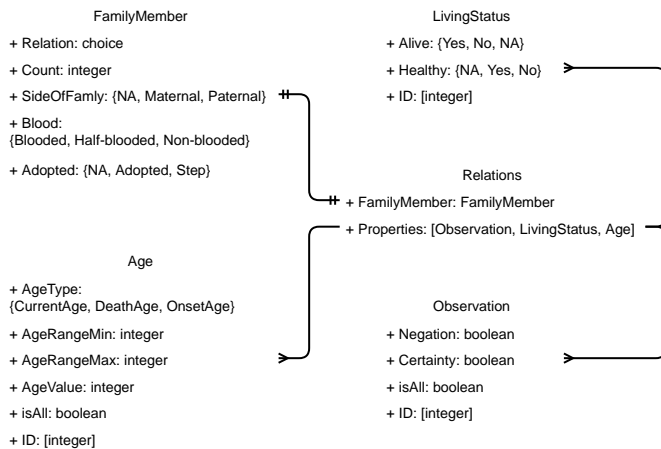 FamilyMember
+ Relation: choice
+ Count: integer
+ SideOfFamly: {NA, Maternal, Paternal}
+ Blood:
{Blooded, Half-blooded, Non-blooded}
+ Adopted: {NA, Adopted, Step}
LivingStatus
+ Alive: {Yes, No, NA}
+ Healthy: {NA, Yes, No}
+ ID: [integer]
Relations
+ FamilyMember: FamilyMember
+ Properties: [Observation, LivingStatus, Age]
Age
+ AgeType:
{CurrentAge, DeathAge, OnsetAge}
+ AgeRangeMin: integer
+ AgeRangeMax: integer
+ AgeValue: integer
+ isAll: boolean
+ ID: [integer]
Observation
+ Negation: boolean
+ Certainty: boolean
+ isAll: boolean
+ ID: [integer]